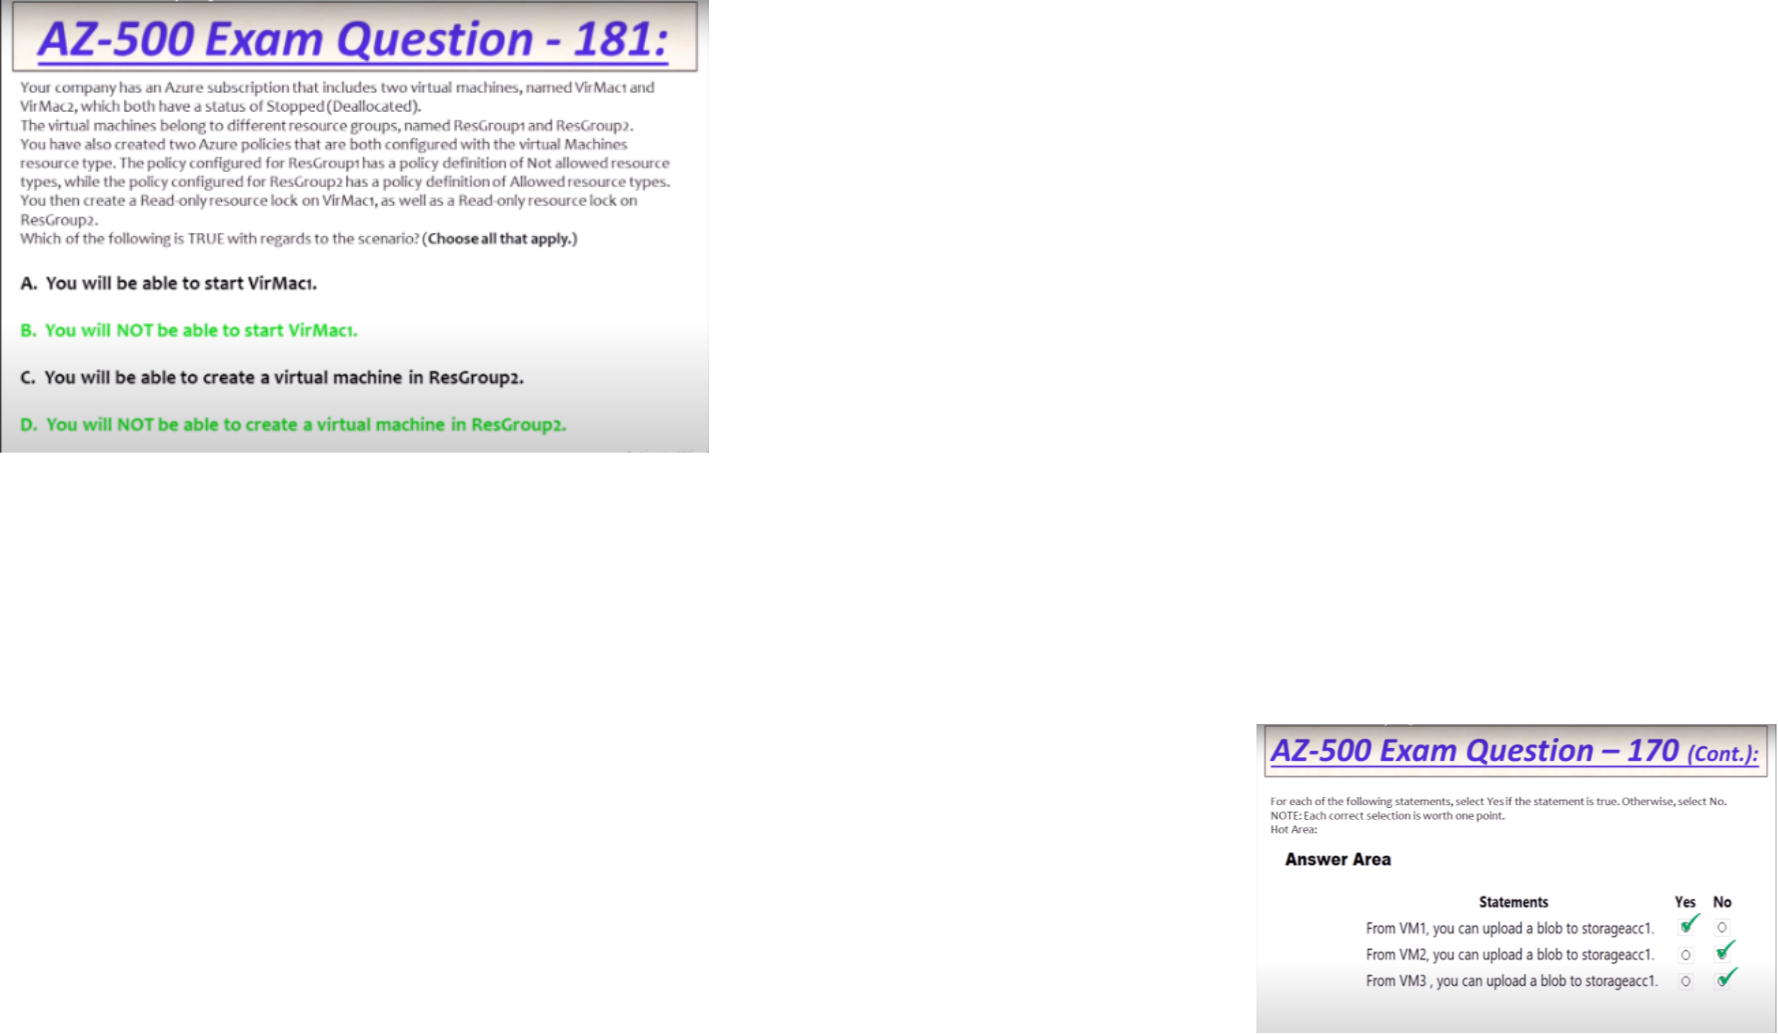 AZ-500 Exam Question - 181:
Your company has an Azure subscription that includes two virtual machines, named VirMac1 and
VirMac2, which both have a status of Stopped (Deallocated).
The virtual machines belong to different resource groups, named ResGroup1 and ResGroup2.
You have also created two Azure policies that are both configured with the virtual Machines
resource type. The policy configured for ResGroup1 has a policy definition of Not allowed resource
types, while the policy configured for ResGroup2 has a policy definition of Allowed resource types.
You then create a Read-only resource lock on VirMac1, as well as a Read-only resource lock on
ResGroup2.
Which of the following is TRUE with regards to the scenario? (Choose all that apply.)
A. You will be able to start VirMac1.
B. You will NOT be able to start VirMac1.
C. You will be able to create a virtual machine in ResGroup2.
D. You will NOT be able to create a virtual machine in ResGroup2.
AZ-500 Exam Question – 170 (Cont.):
For each of the following statements, select Yes if the statement is true. Otherwise, select No.
NOTE: Each correct selection is worth one point.
Hot Area:
Answer Area
Statements Yes No
From VM1, you can upload a blob to storageacc1.
From VM2, you can upload a blob to storageacc1.
From VM3 , you can upload a blob to storageacc1.